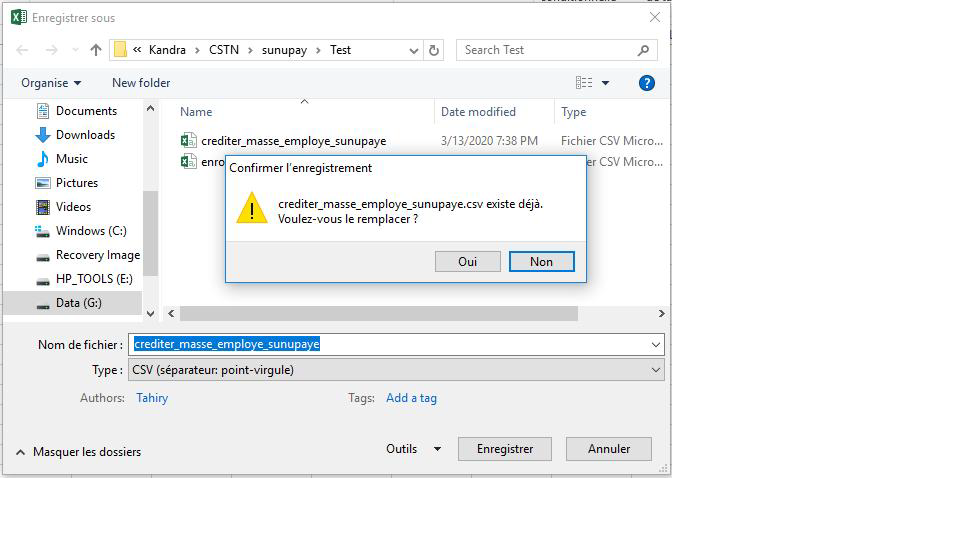 Enregistrer sous
« Kandra > CSTN > sunupay > Test
Search Test
Organise
New folder
?
Documents
Downloads
Music
Pictures
Videos
Windows (C:)
Recovery Image
HP_TOOLS (E:)
Data (G:)
Name Date modified Type
crediter_masse_employe_sunupaye 3/13/2020 7:38 PM Fichier CSV Micro...
enro
er CSV Micro...
Confirmer l'enregistrement
crediter_masse_employe_sunupaye.csv existe déjà.
Voulez-vous le remplacer ?
Oui Non
Nom de fichier : crediter_masse_employe_sunupaye
Type : CSV (séparateur: point-virgule)
Authors: Tahiry Tags: Add a tag
Masquer les dossiers
Outils Enregistrer Annuler